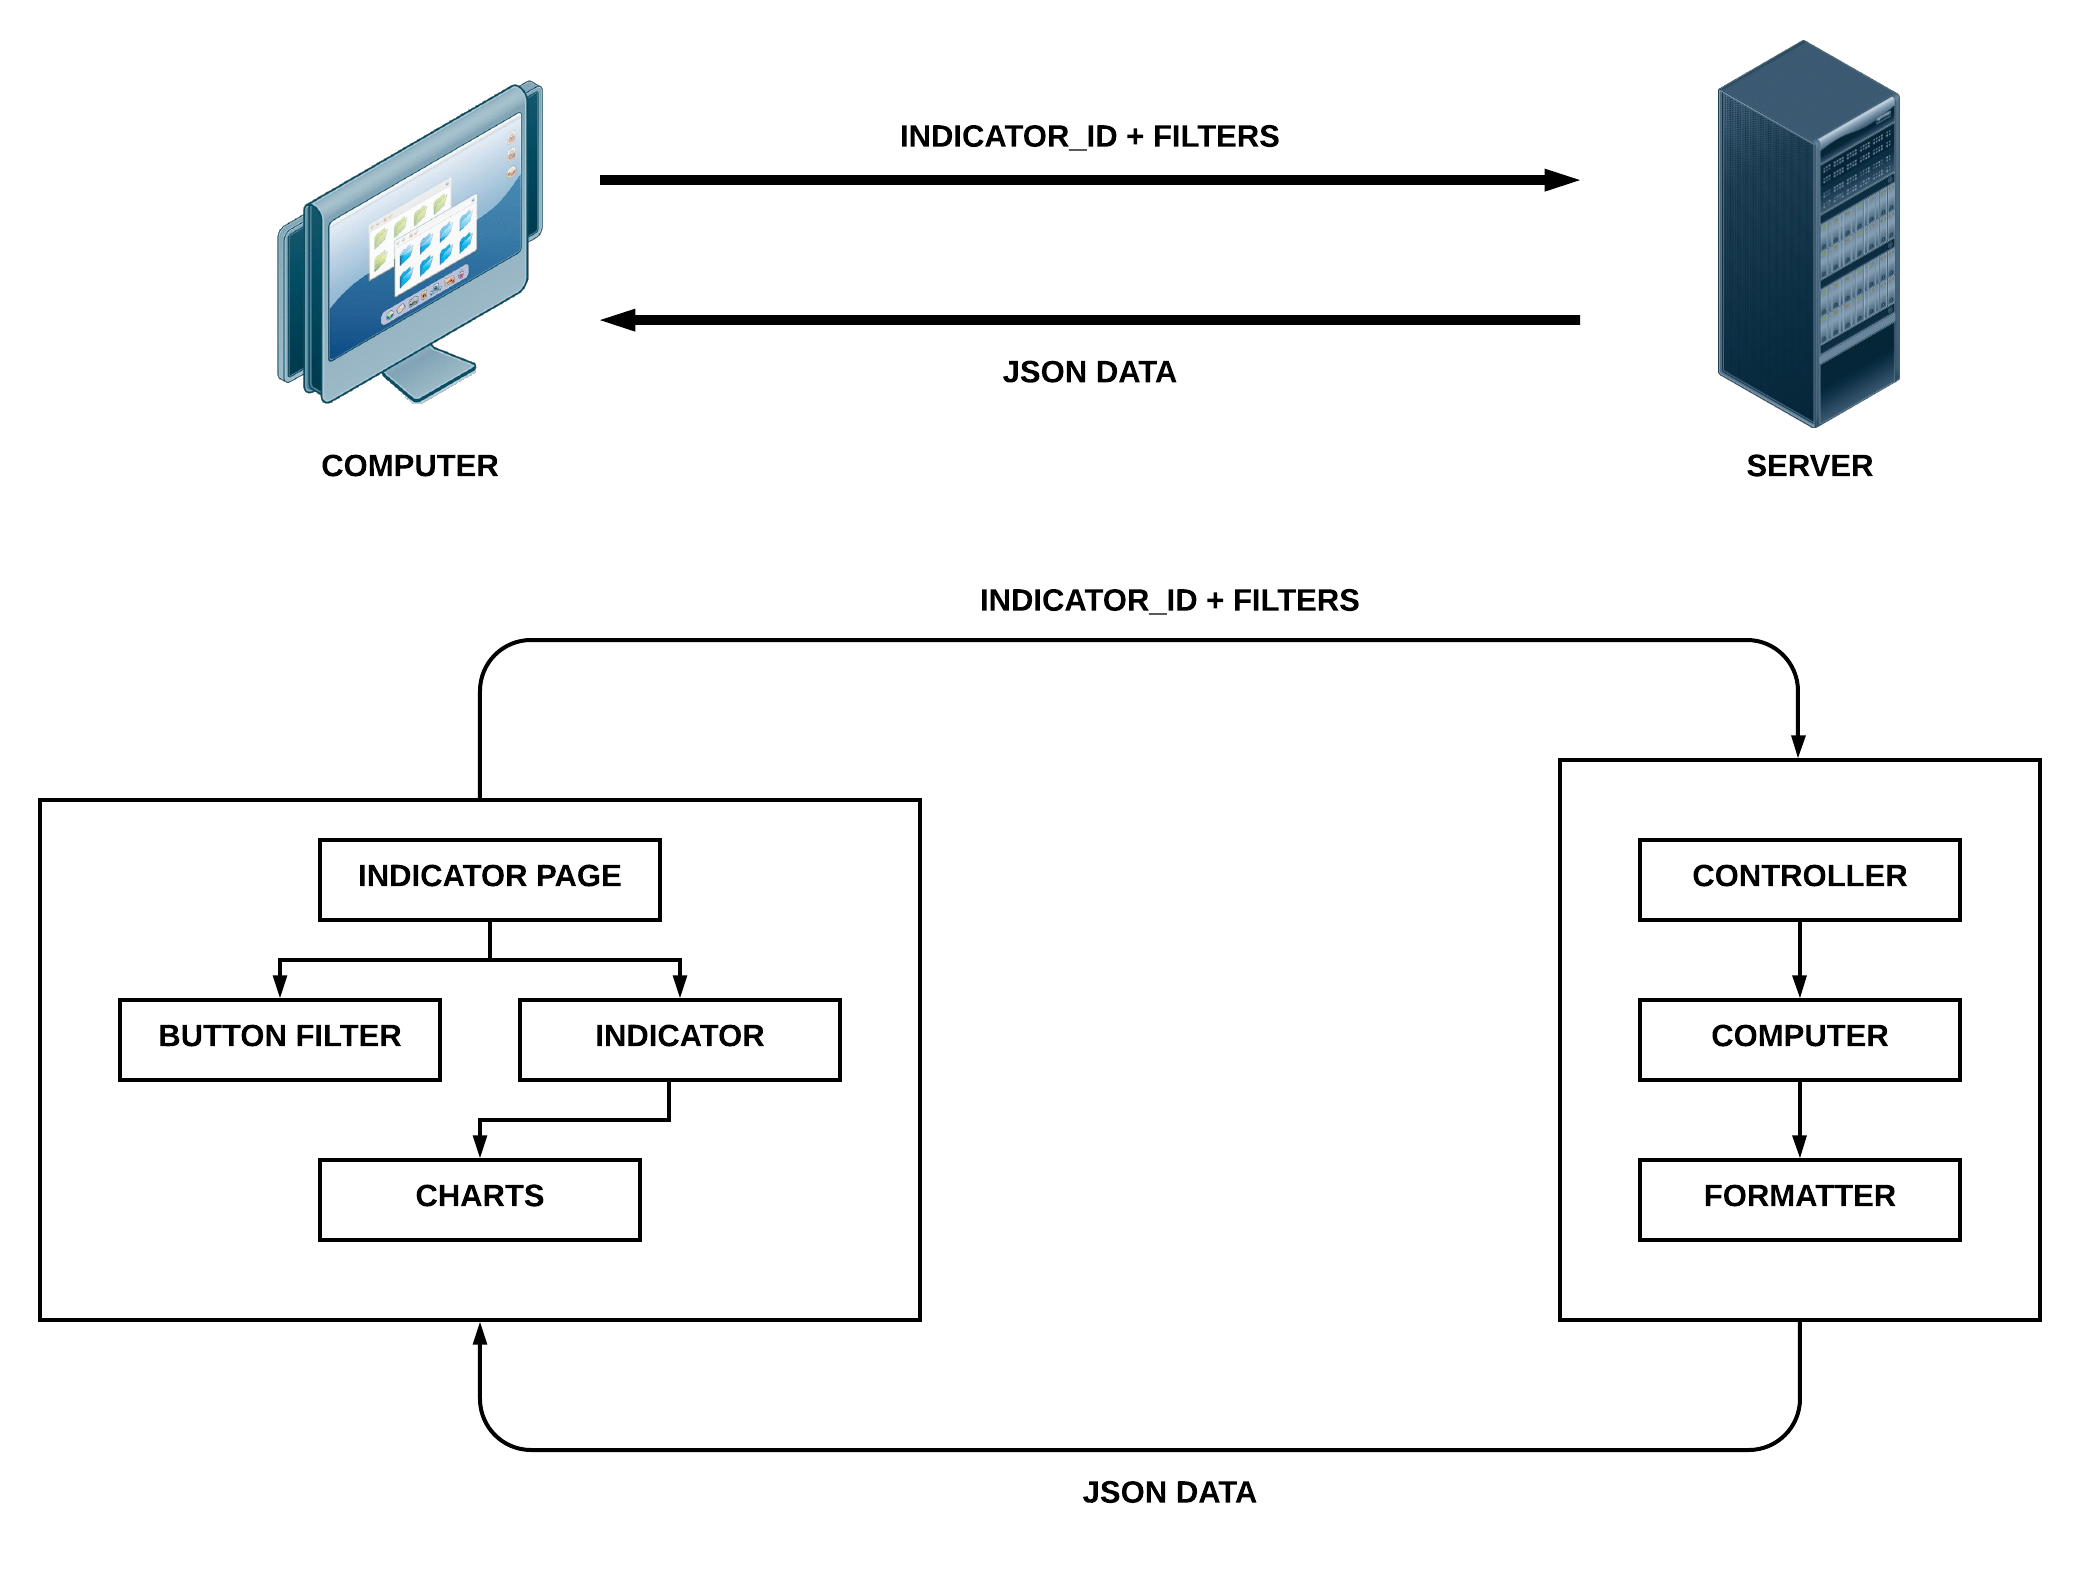 INDICATOR_ID + FILTERS
JSON DATA
COMPUTER
SERVER
INDICATOR_ID + FILTERS
INDICATOR PAGE
CONTROLLER
BUTTON FILTER
INDICATOR
COMPUTER
CHARTS
FORMATTER
JSON DATA